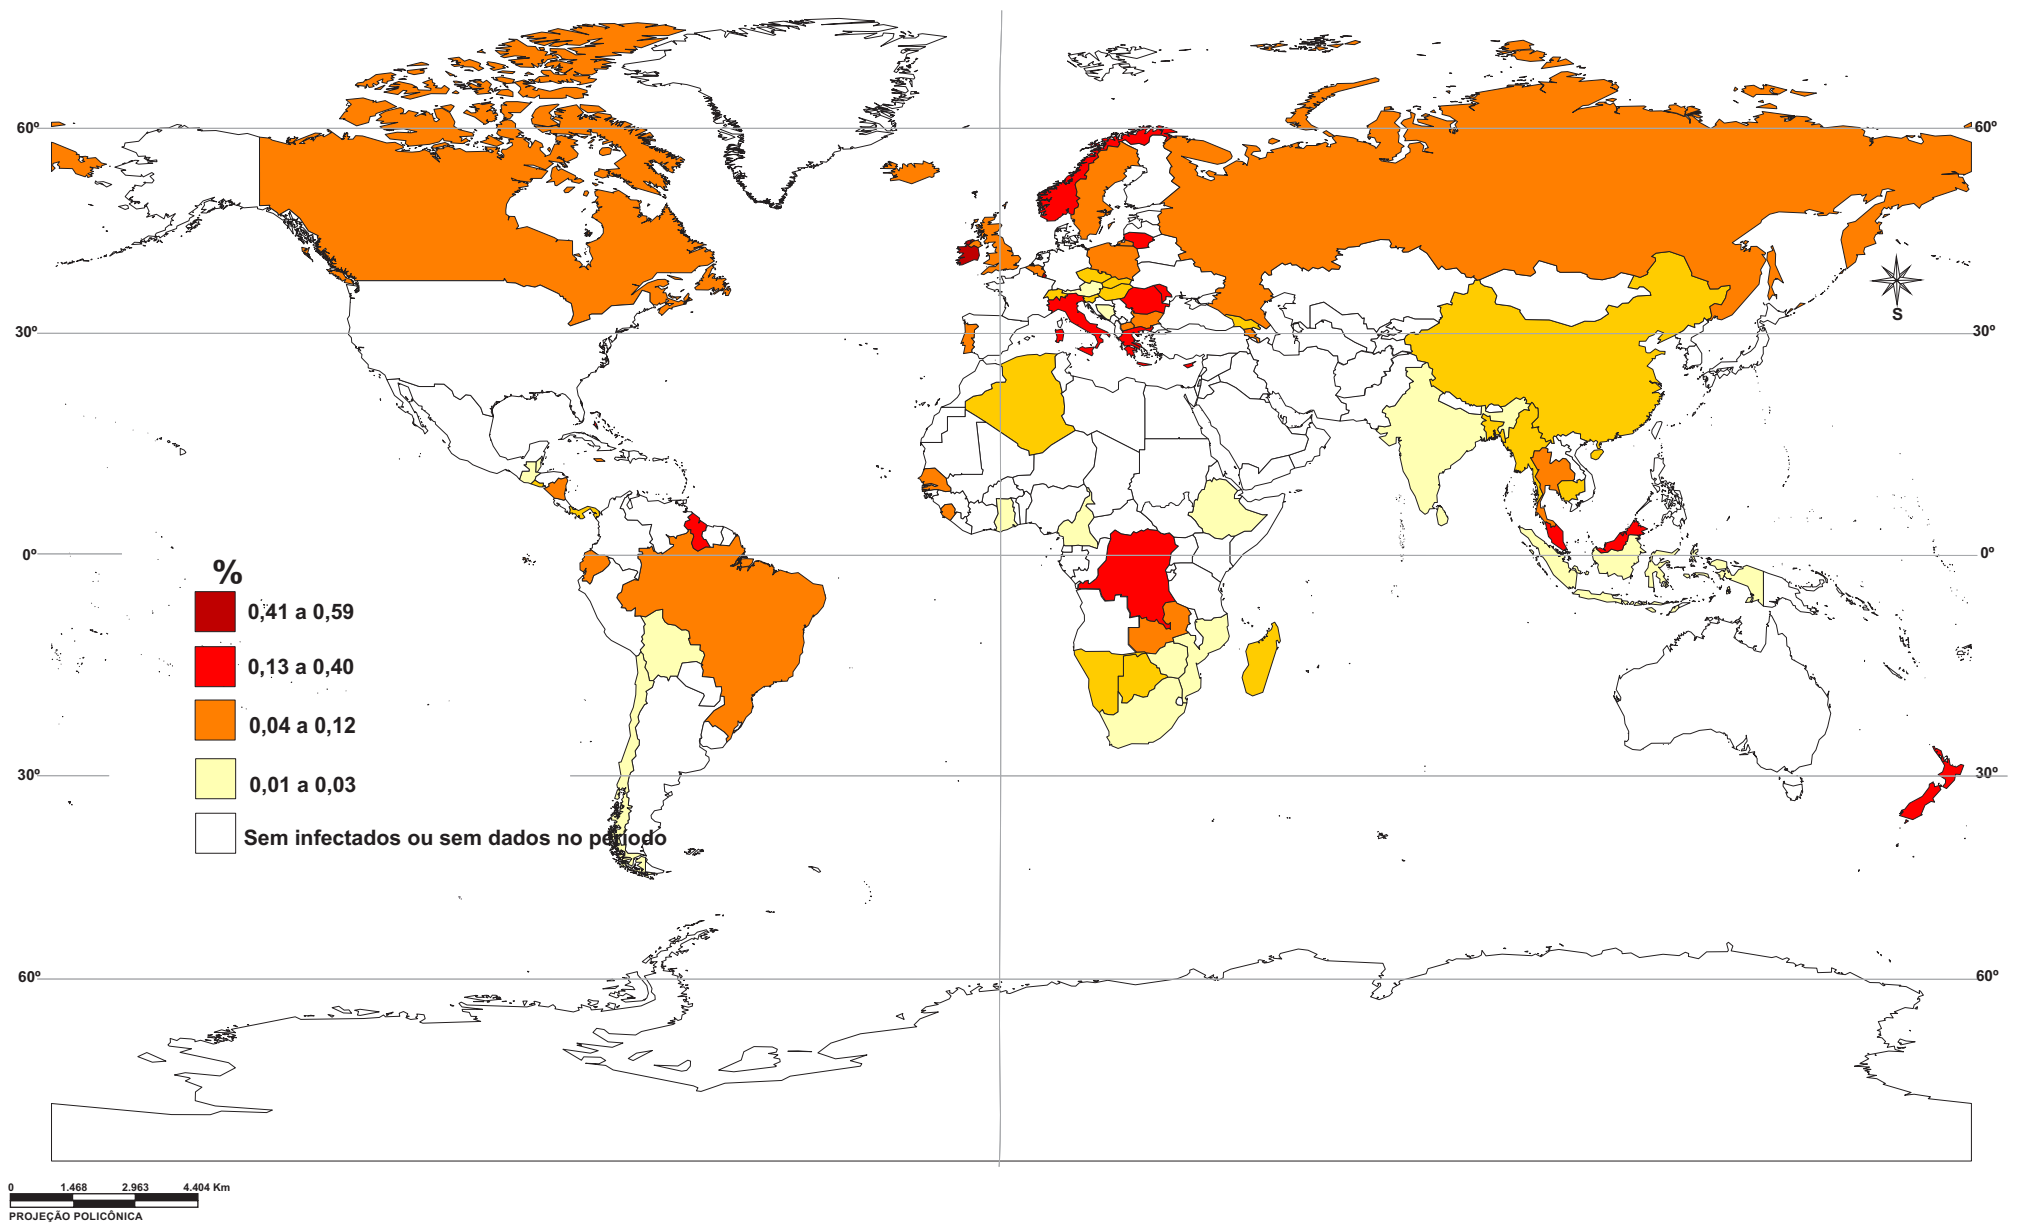 60º 60º
S
30º 30º
0º 0º
%
0,41 a 0,59
0,13 a 0,40
0,04 a 0,12
30º 30º
0,01 a 0,03
Sem infectados ou sem dados no período
60º 60º
0 1.468 2.963 4.404 Km
PROJEÇÃO POLICÔNICA